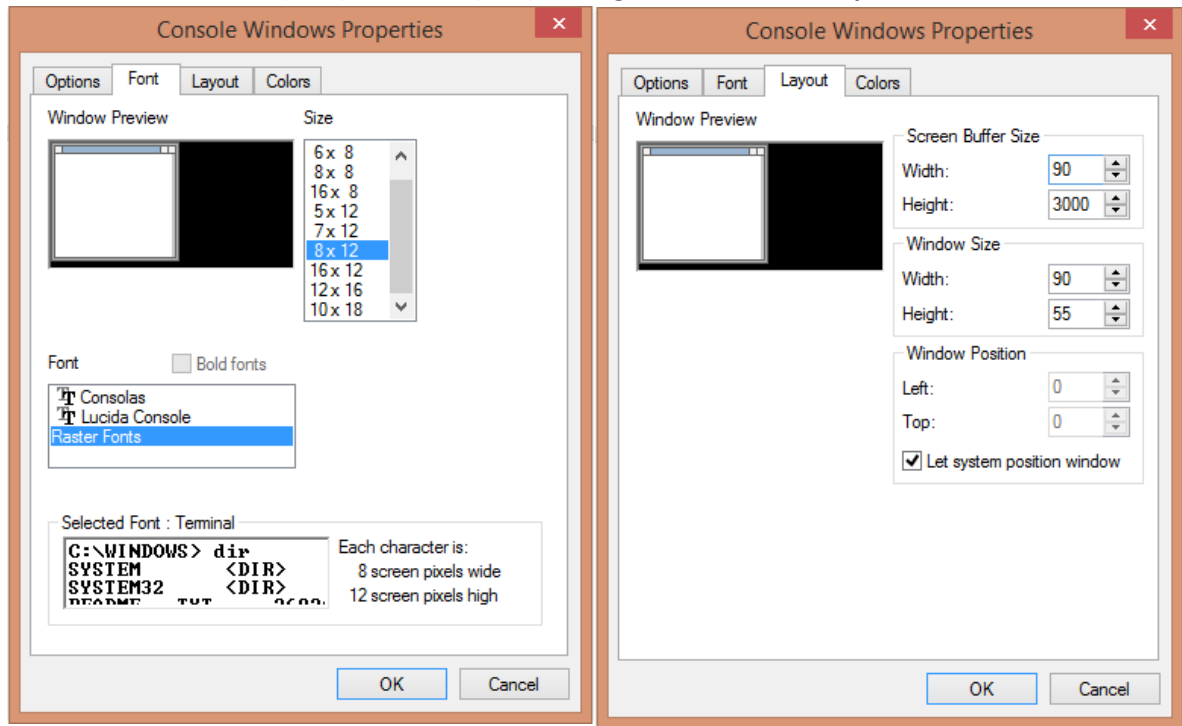 Console Windows Properties
Options Font Layout Colors
Window Preview
Size
6 x 8
8 x 8
16 x 8
5 x 12
7 x 12
8 x 12
16 x 12
12 x 16
10 x 18
Font
Bold fonts
Consolas
Lucida Console
Raster Fonts
Selected Font : Terminal
C:\WINDOWS> dir
SYSTEM <DIR>
SYSTEM32 <DIR>
Each character is:
8 screen pixels wide
12 screen pixels high
OK Cancel
Console Windows Properties
Options Font Layout Colors
Window Preview
Screen Buffer Size
Width: 90
Height: 3000
Window Size
Width: 90
Height: 55
Window Position
Left: 0
Top: 0
Let system position window
OK Cancel